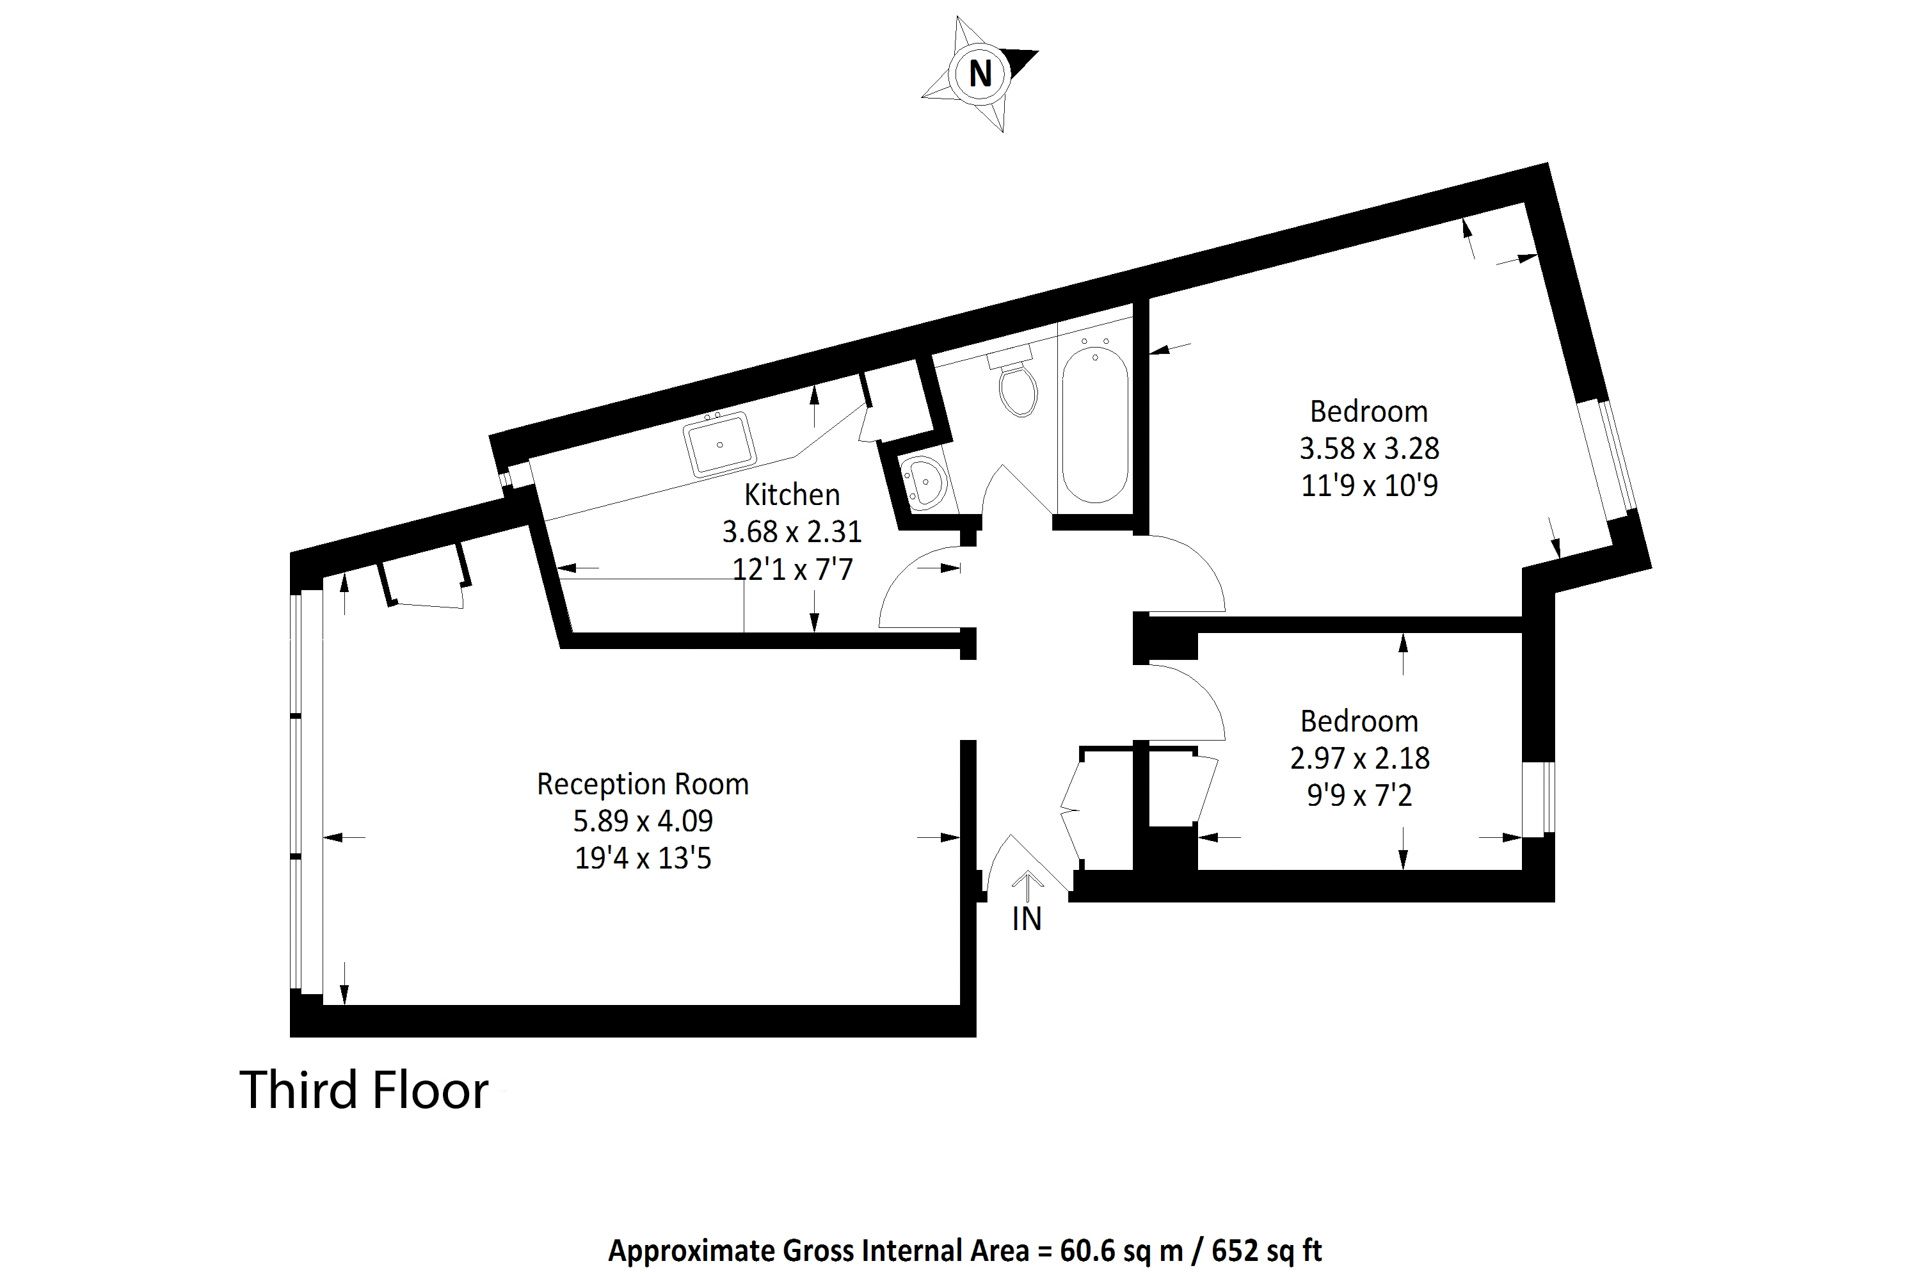 N
Bedroom
3.58 x 3.28
11'9 x 10'9
Kitchen
3.68 x 2.31
12'1 x 7'7
Bedroom
2.97 x 2.18
9'9 x 7'2
Reception Room
5.89 x 4.09
19'4 x 13'5
IN
Third Floor
Approximate Gross Internal Area = 60.6 sq m / 652 sq ft